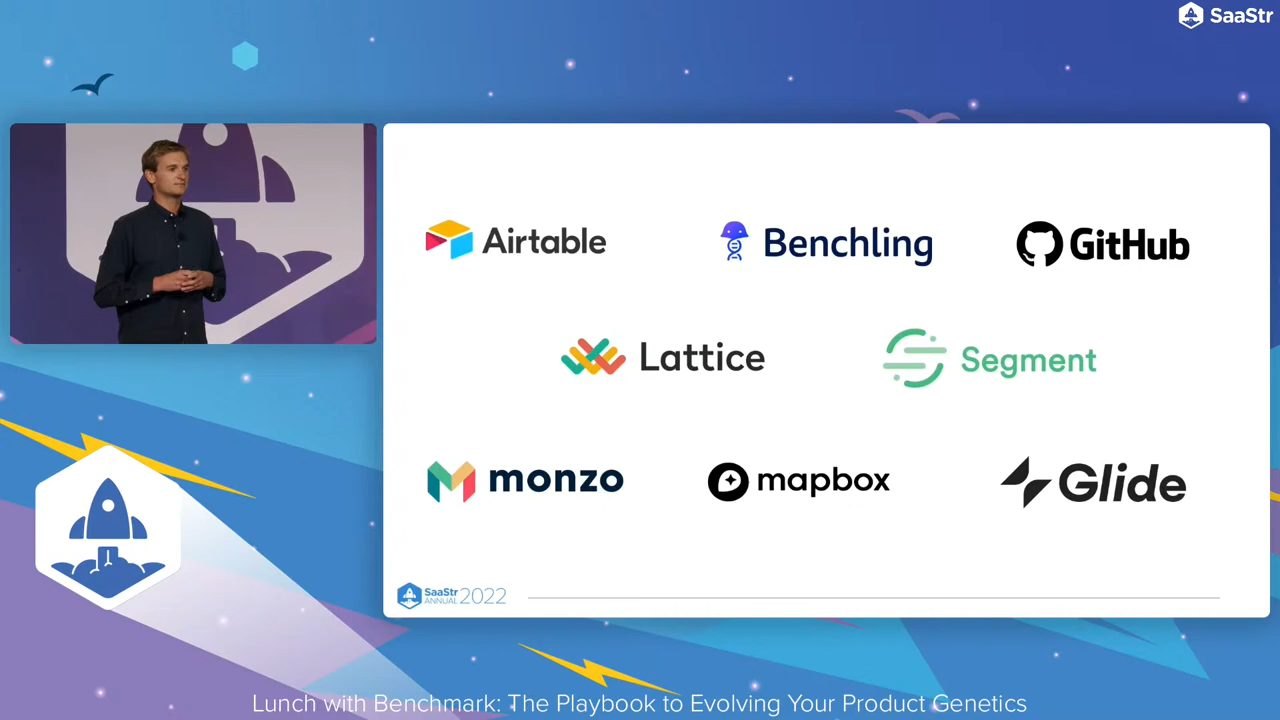 SaaStr
Airtable
Benchling
GitHub
Lattice
Segment
monzo
mapbox
Glide
SaaStr
ANNUAL 2022
Lunch with Benchmark: The Playbook to Evolving Your Product Genetics